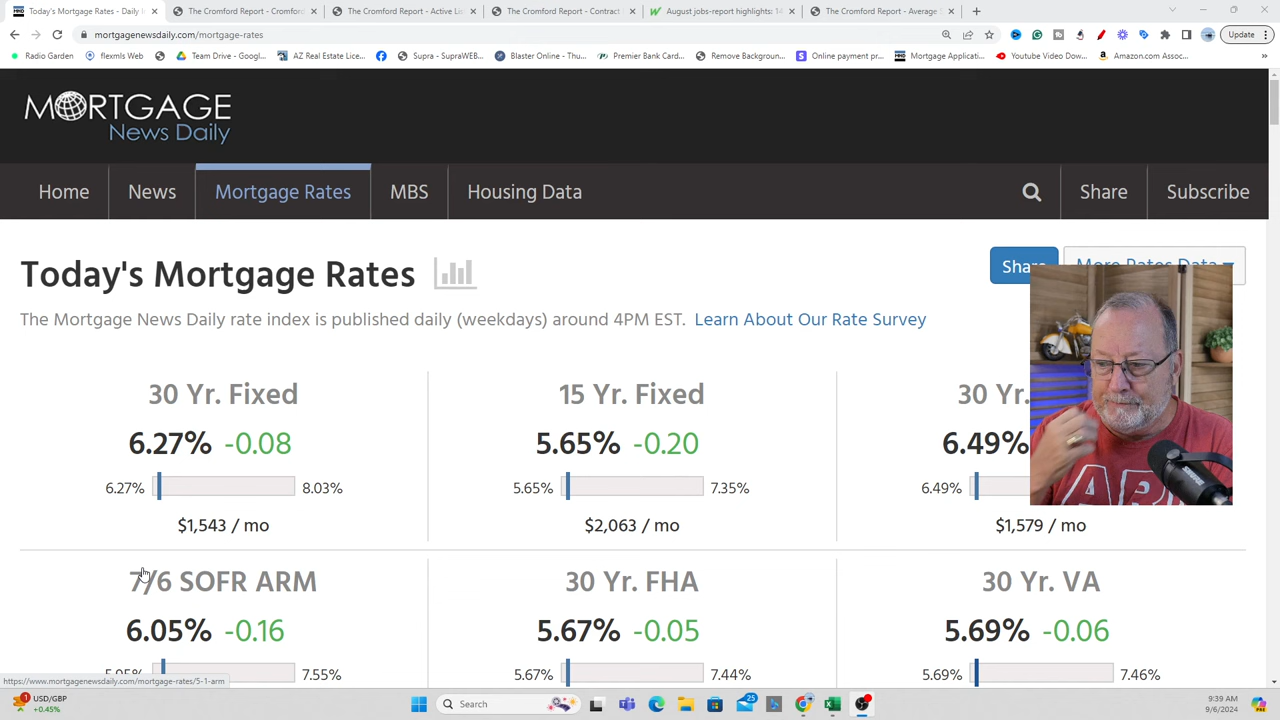 Today's Mortgage Rates - Daily I
The Cromford Report - Cromford
The Cromford Report - Active Lis
The Cromford Report - Contract
August jobs-report highlights: 14
The Cromford Report - Average S
mortgagenewsdaily.com/mortgage-rates
Update
Radio Garden
flexmls Web
Team Drive - Googl...
AZ Real Estate Lice...
Supra - SupraWEB...
Blaster Online - Thu...
Premier Bank Card...
Remove Backgroun...
Online payment pr...
Mortgage Applicati...
Youtube Video Dow...
Amazon.com Assoc...
MORTGAGE
News Daily
Home
News
Mortgage Rates
MBS
Housing Data
Share
Subscribe
Today's Mortgage Rates
Share
More Rates Data
The Mortgage News Daily rate index is published daily (weekdays) around 4PM EST. Learn About Our Rate Survey
30 Yr. Fixed
6.27% -0.08
6.27% 8.03%
$1,543 / mo
15 Yr. Fixed
5.65% -0.20
5.65% 7.35%
$2,063 / mo
30 Yr.
6.49%
6.49%
$1,579 / mo
7/6 SOFR ARM
6.05% -0.16
7.55%
30 Yr. FHA
5.67% -0.05
5.67% 7.44%
30 Yr. VA
5.69% -0.06
5.69% 7.46%
https://www.mortgagenewsdaily.com/mortgage-rates/5-1-arm
USD/GBP
+0.45%
Search
25
9:39 AM
9/6/2024